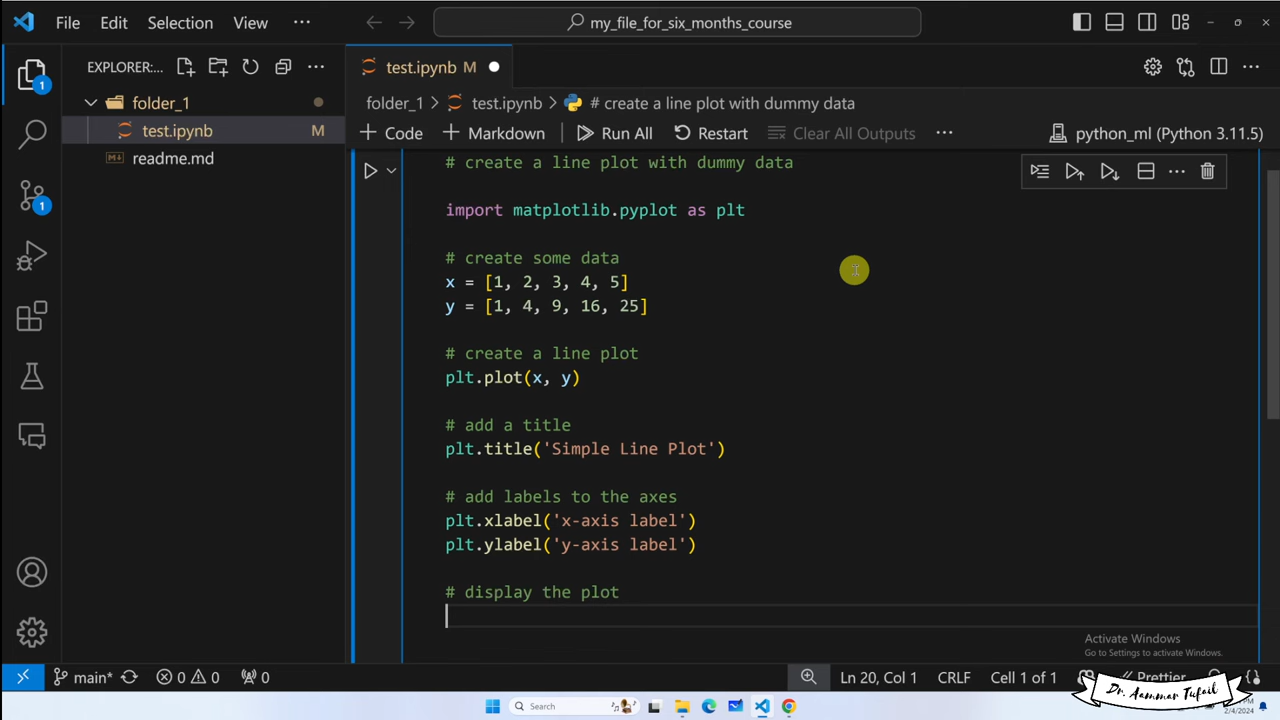 File Edit Selection View ··· my_file_for_six_months_course
EXPLORER:... ···
test.ipynb M
1
folder_1
folder_1 > test.ipynb > # create a line plot with dummy data
test.ipynb M
+ Code + Markdown Run All Restart Clear All Outputs ··· python_ml (Python 3.11.5)
readme.md
1
# create a line plot with dummy data
import matplotlib.pyplot as plt
# create some data
x = [1, 2, 3, 4, 5]
y = [1, 4, 9, 16, 25]
# create a line plot
plt.plot(x, y)
# add a title
plt.title('Simple Line Plot')
# add labels to the axes
plt.xlabel('x-axis label')
plt.ylabel('y-axis label')
# display the plot
Activate Windows
Go to Settings to activate Windows.
main* 0 0 0 Ln 20, Col 1 CRLF Cell 1 of 1 Prettier
Dr. Aammar Tufail
Search
2/4/2024